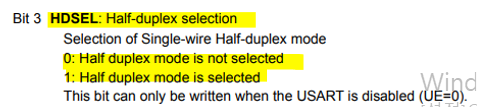 Bit 3 HDSEL: Half-duplex selection
Selection of Single-wire Half-duplex mode
0: Half duplex mode is not selected
1: Half duplex mode is selected
This bit can only be written when the USART is disabled (UE=0).
Wind